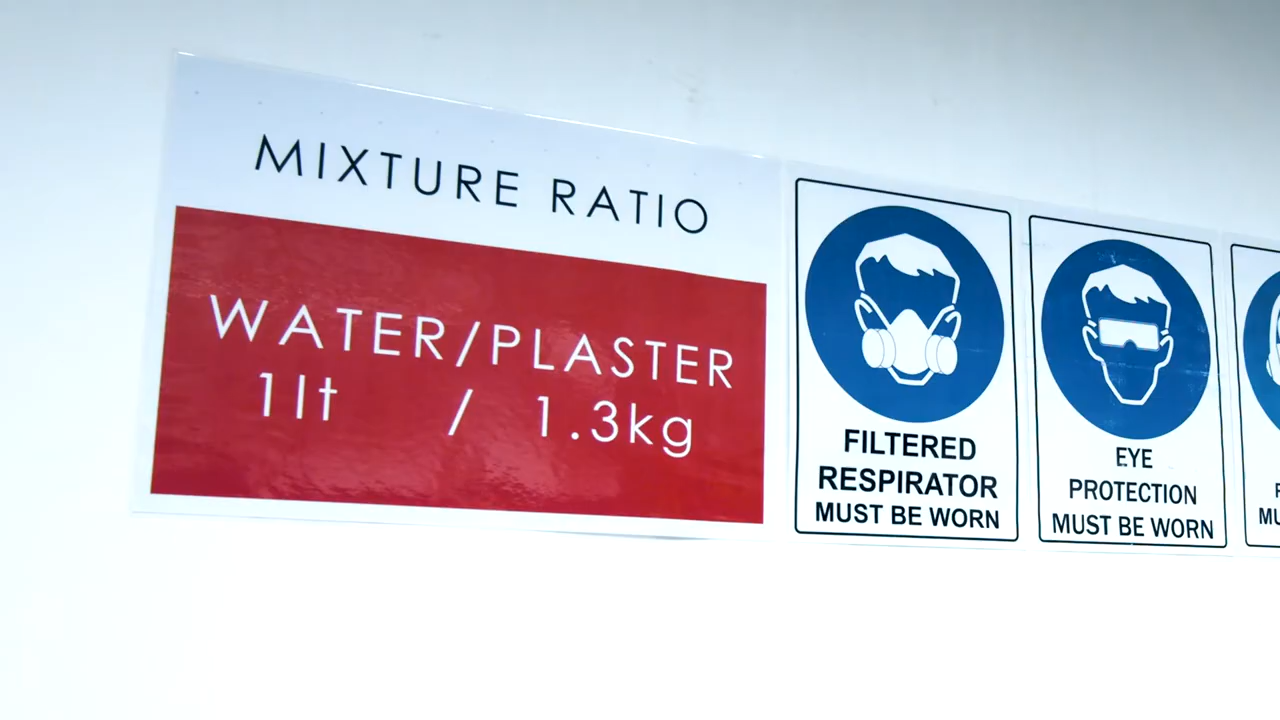 MIXTURE RATIO
WATER/PLASTER
1lt / 1.3kg
FILTERED
RESPIRATOR
MUST BE WORN
EYE
PROTECTION
MUST BE WORN